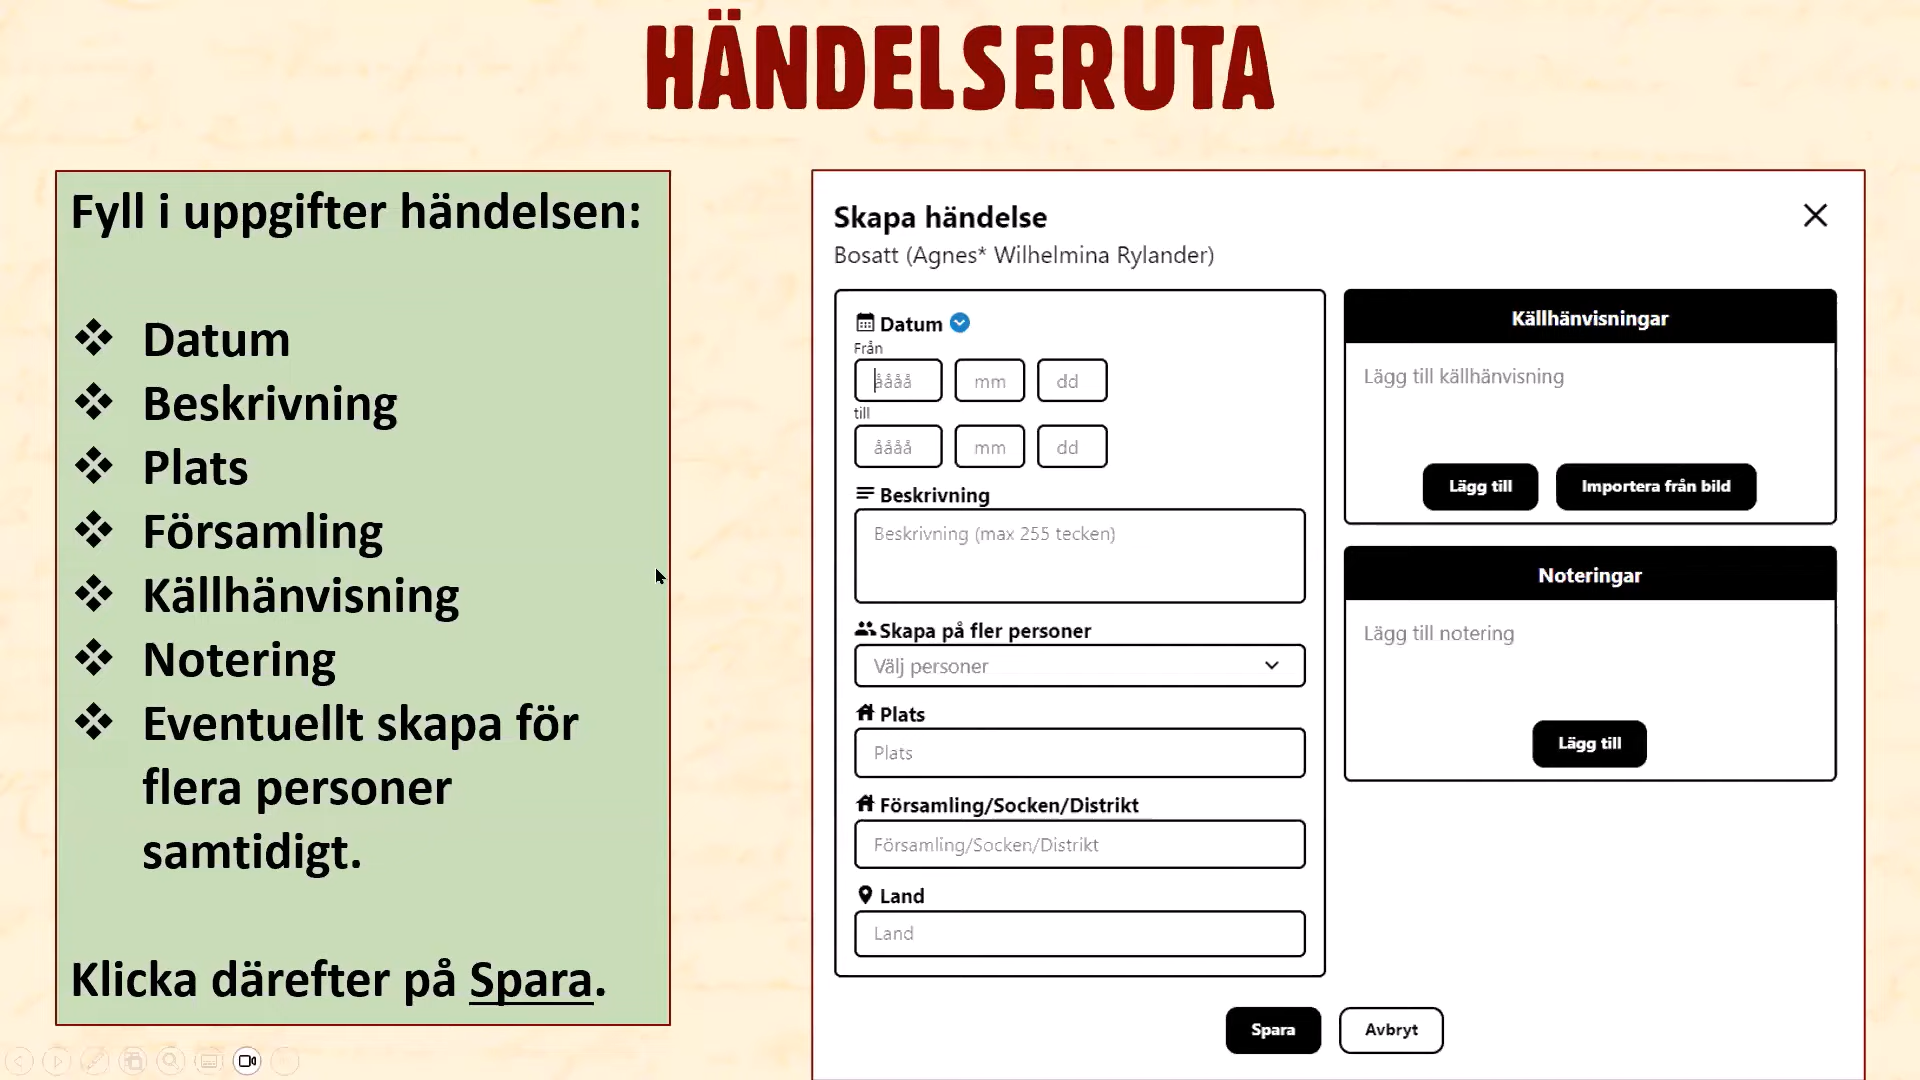 HÄNDELSERUTA
Fyll i uppgifter händelsen:
❖ Datum
❖ Beskrivning
❖ Plats
❖ Församling
❖ Källhänvisning
❖ Notering
❖ Eventuellt skapa för
flera personer
samtidigt.
Klicka därefter på Spara.
Skapa händelse
Bosatt (Agnes* Wilhelmina Rylander)
Datum
Från
åååå mm dd
till
åååå mm dd
Beskrivning
Beskrivning (max 255 tecken)
Skapa på fler personer
Välj personer
Plats
Plats
Församling/Socken/Distrikt
Församling/Socken/Distrikt
Land
Land
Källhänvisningar
Lägg till källhänvisning
Lägg till Importera från bild
Noteringar
Lägg till notering
Lägg till
Spara Avbryt